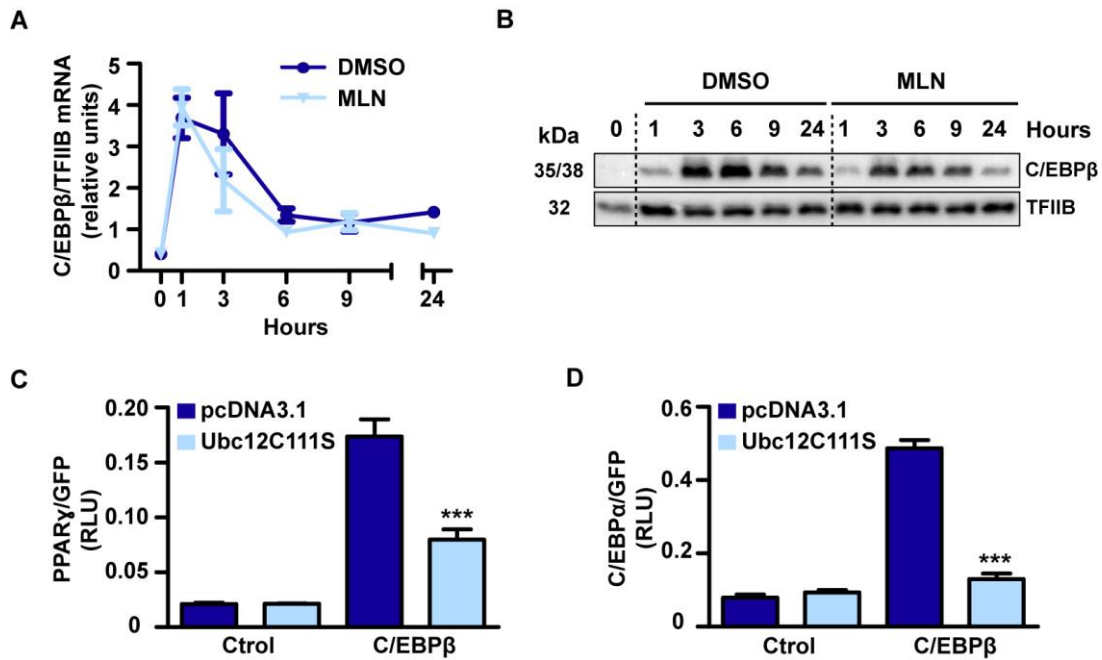 A
C/EBPβ/TFIIB mRNA
(relative units)
5
4
3
2
1
0
DMSO
MLN
0 1 3 6 9 24
Hours
B
DMSO MLN
kDa 0 1 3 6 9 24 1 3 6 9 24 Hours
35/38 C/EBPβ
32 TFIIB
C
PPARɣ/GFP
(RLU)
0.20
0.15
0.10
0.05
0
pcDNA3.1
Ubc12C111S
***
Ctrol C/EBPβ
D
C/EBPα/GFP
(RLU)
0.6
0.4
0.2
0
pcDNA3.1
Ubc12C111S
***
Ctrol C/EBPβ